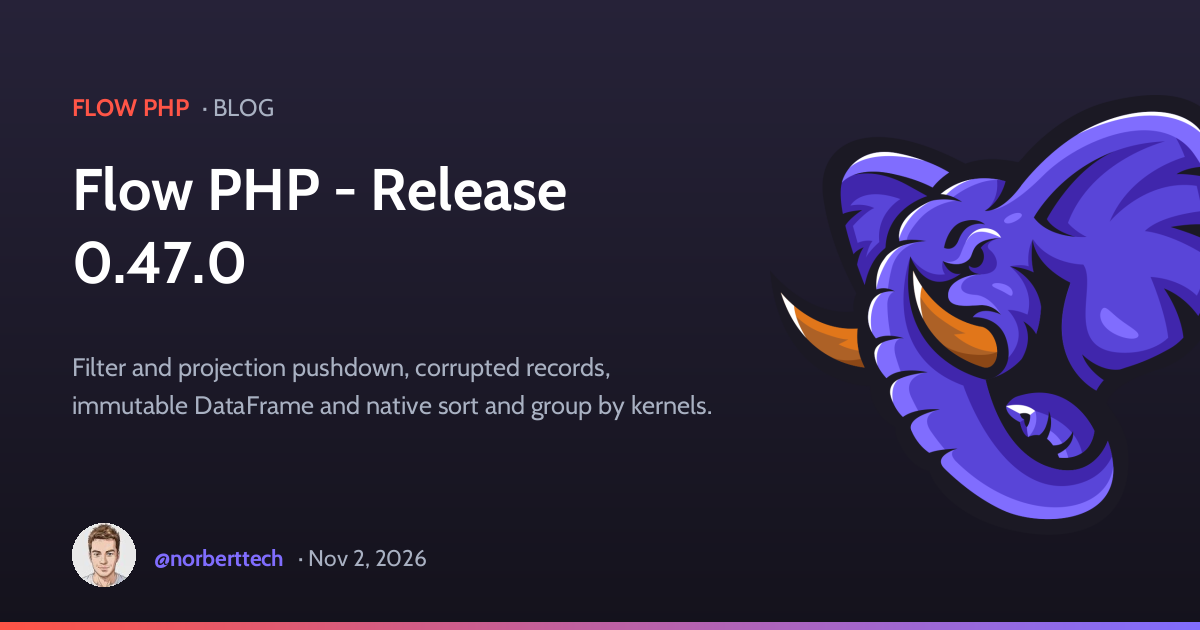 FLOW PHP · BLOG
Flow PHP - Release
0.47.0
Filter and projection pushdown, corrupted records,
immutable DataFrame and native sort and group by kernels.
@norberttech · Nov 2, 2026